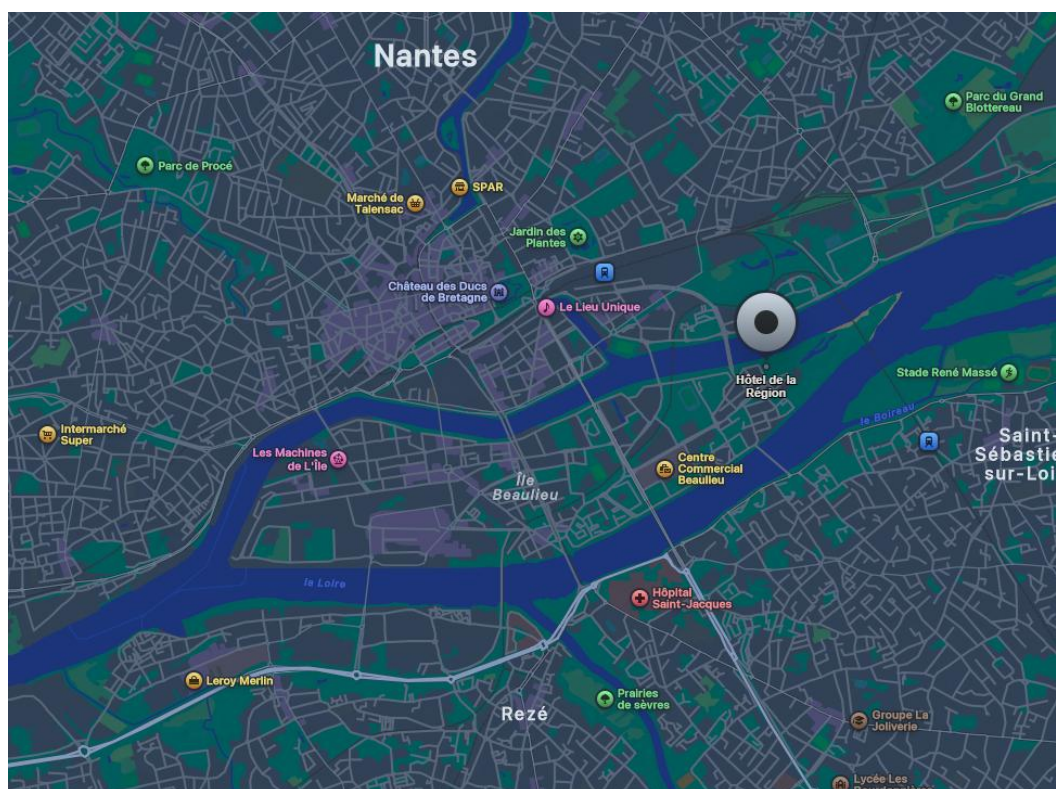 Nantes
Parc du Grand
Blottereau
Parc de Procé
SPAR
Marché de
Talensac
Jardin des
Plantes
Château des Ducs
de Bretagne
Le Lieu Unique
Hôtel de la
Région
Stade René Massé
le Boireau
Intermarché
Super
Saint-
Sébastie
sur-Loi
Les Machines
de L'Île
Centre
Commercial
Beaulieu
Île
Beaulieu
la Loire
Hôpital
Saint-Jacques
Leroy Merlin
Prairies
de sèvres
Rezé
Groupe La
Joliverie
Lycée Les